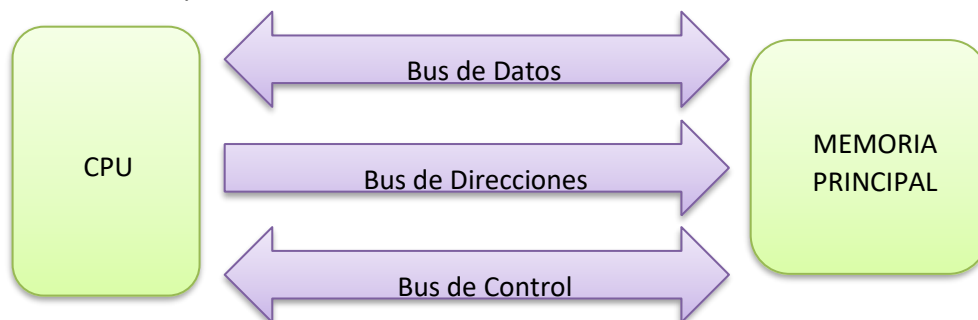 Bus de Datos
CPU
Bus de Direcciones
MEMORIA
PRINCIPAL
Bus de Control